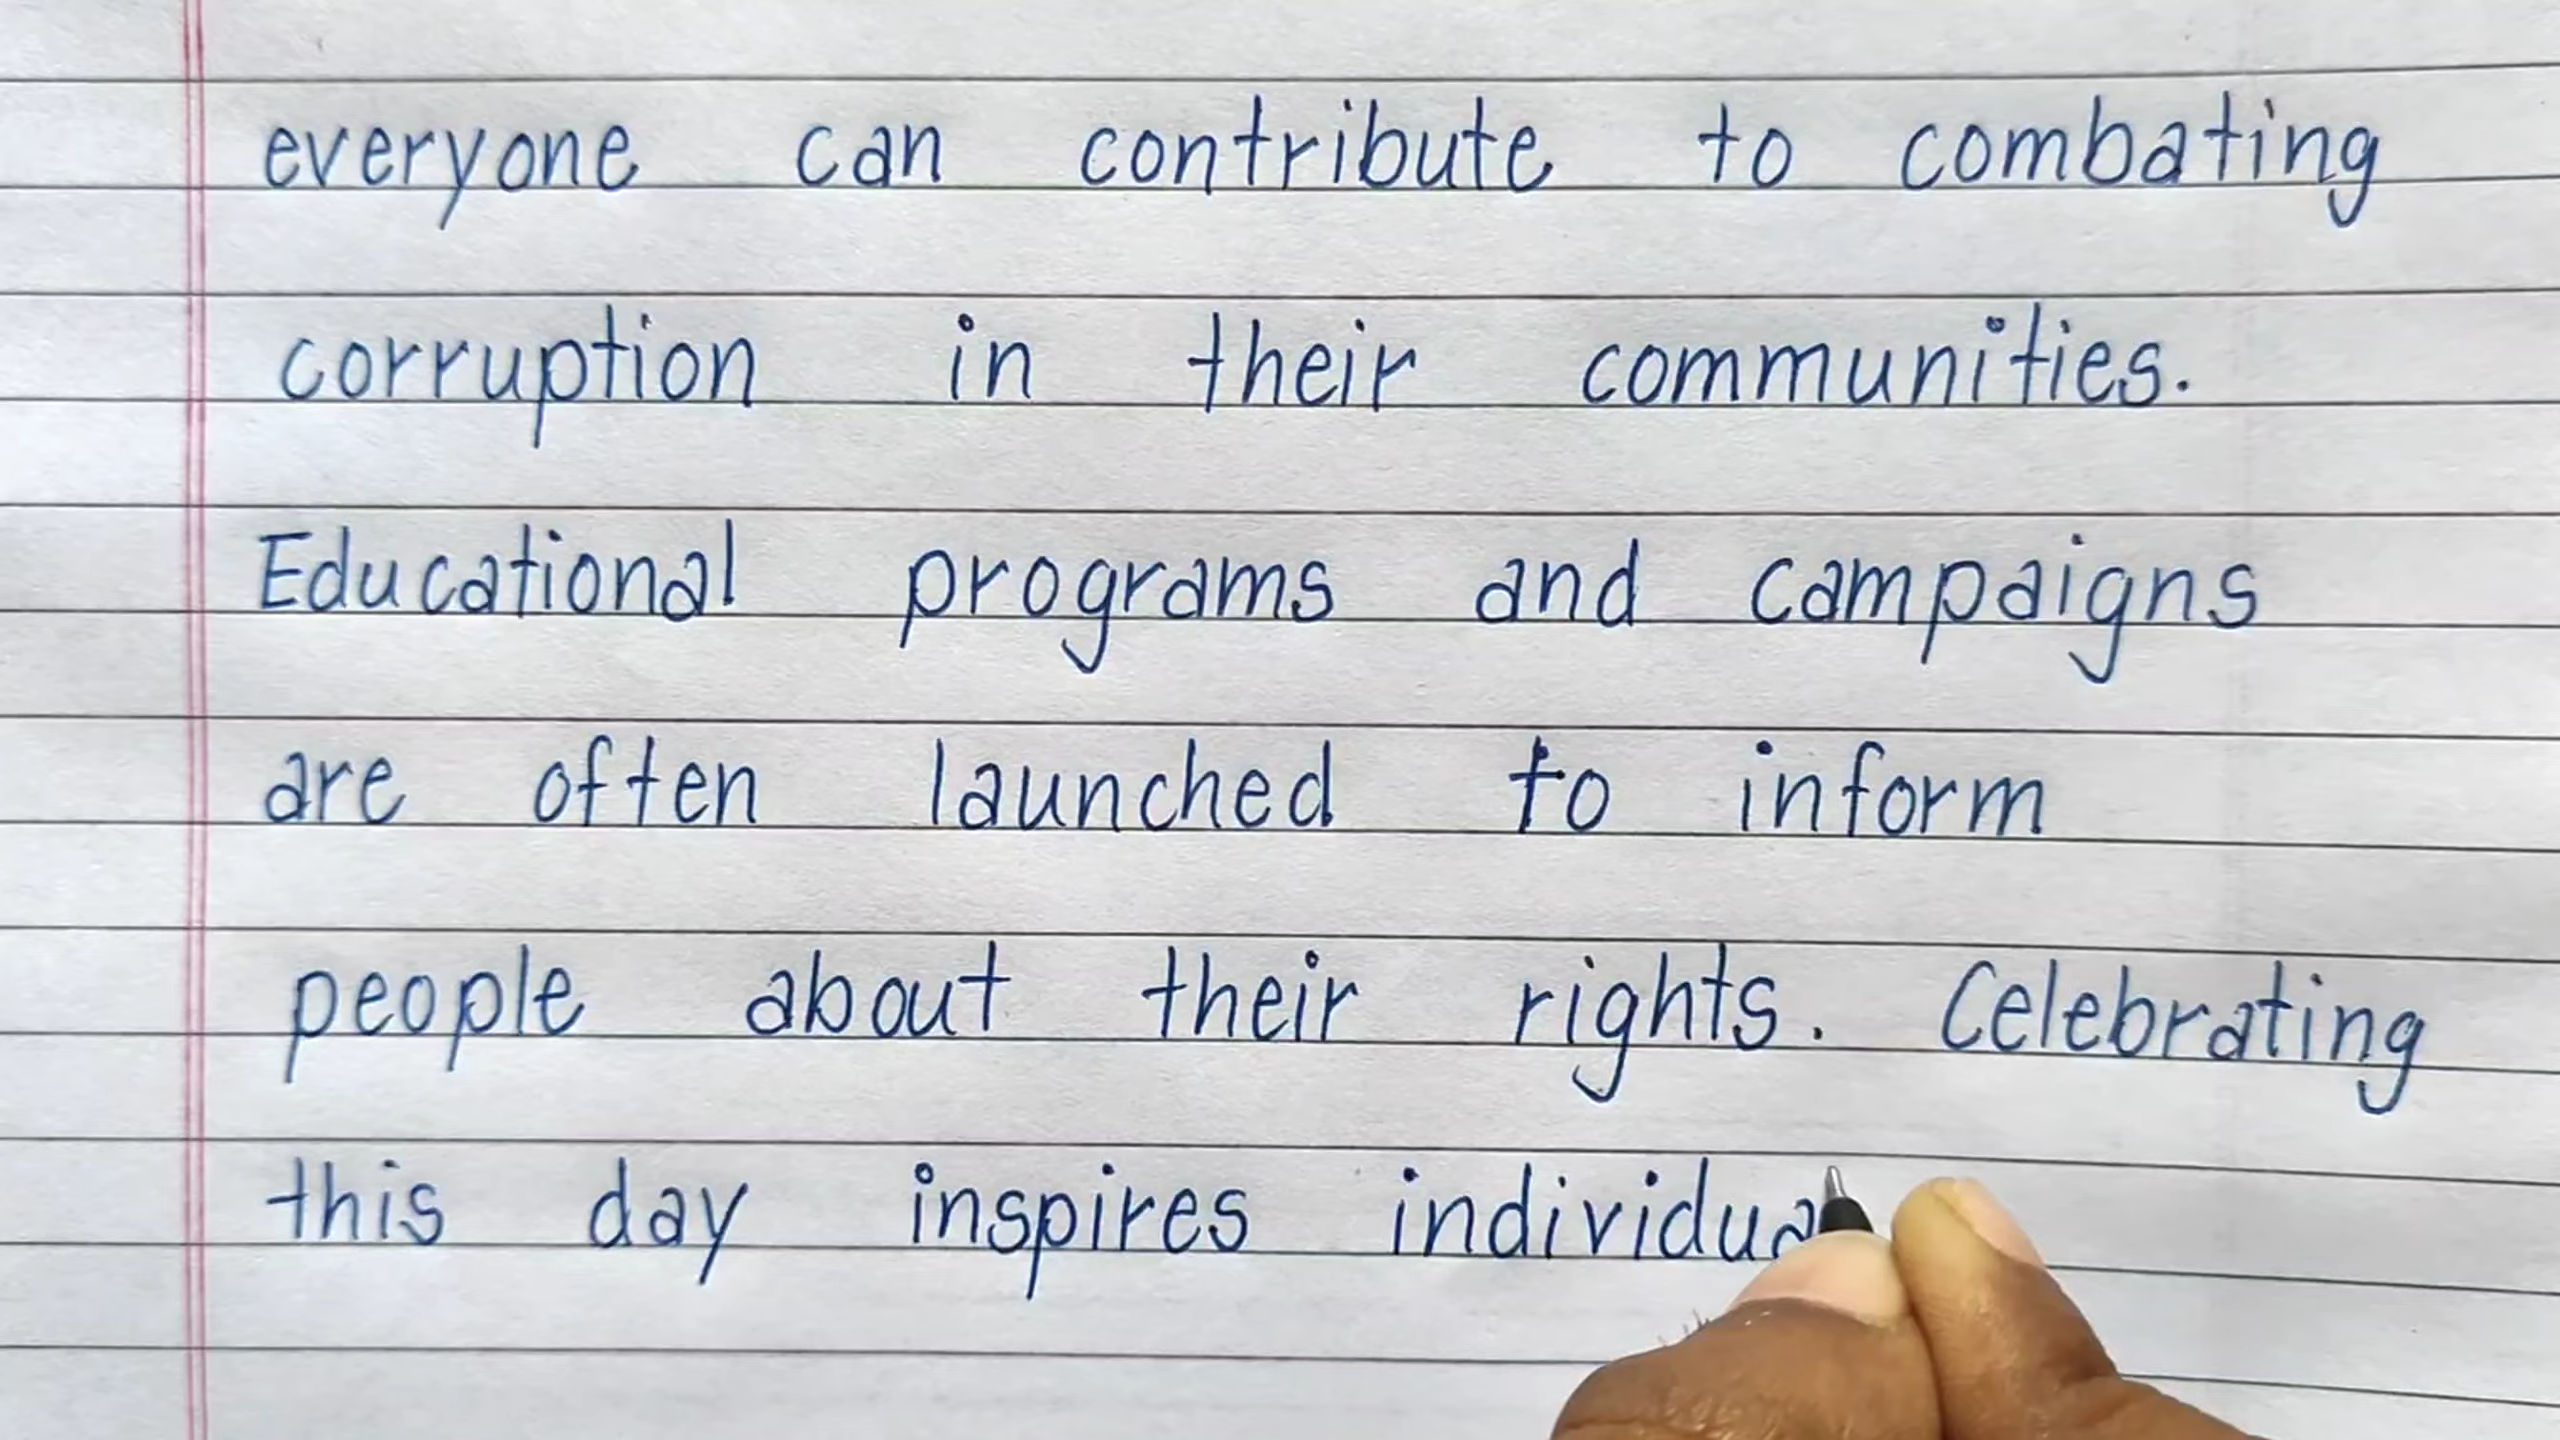 everyone can contribute to combating
corruption in their communities.
Educational programs and campaigns
are often launched to inform
people about their rights. Celebrating
this day inspires individua